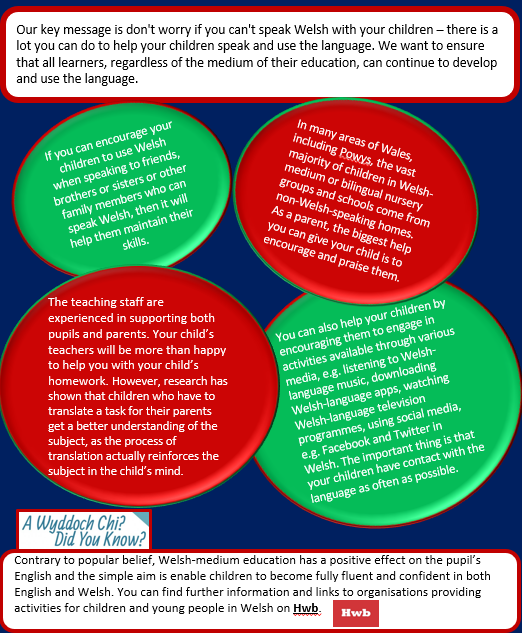 Our key message is don't worry if you can't speak Welsh with your children – there is a
lot you can do to help your children speak and use the language. We want to ensure
that all learners, regardless of the medium of their education, can continue to develop
and use the language.
If you can encourage your
children to use Welsh
when speaking to friends,
brothers or sisters or other
family members who can
speak Welsh, then it will
help them maintain their
skills.
In many areas of Wales,
including Powys, the vast
majority of children in Welsh-
medium or bilingual nursery
groups and schools come from
non-Welsh-speaking homes.
As a parent, the biggest help
you can give your child is to
encourage and praise them.
The teaching staff are
experienced in supporting both
pupils and parents. Your child's
teachers will be more than happy
to help you with your child's
homework. However, research has
shown that children who have to
translate a task for their parents
get a better understanding of the
subject, as the process of
translation actually reinforces the
subject in the child's mind.
You can also help your children by
encouraging them to engage in
activities available through various
media, e.g. listening to Welsh-
language music, downloading
Welsh-language apps, watching
Welsh-language television
programmes, using social media,
e.g. Facebook and Twitter in
Welsh. The important thing is that
your children have contact with the
language as often as possible.
A Wyddoch Chi?
Did You Know?
Contrary to popular belief, Welsh-medium education has a positive effect on the pupil's
English and the simple aim is enable children to become fully fluent and confident in both
English and Welsh. You can find further information and links to organisations providing
activities for children and young people in Welsh on Hwb.
Hwb